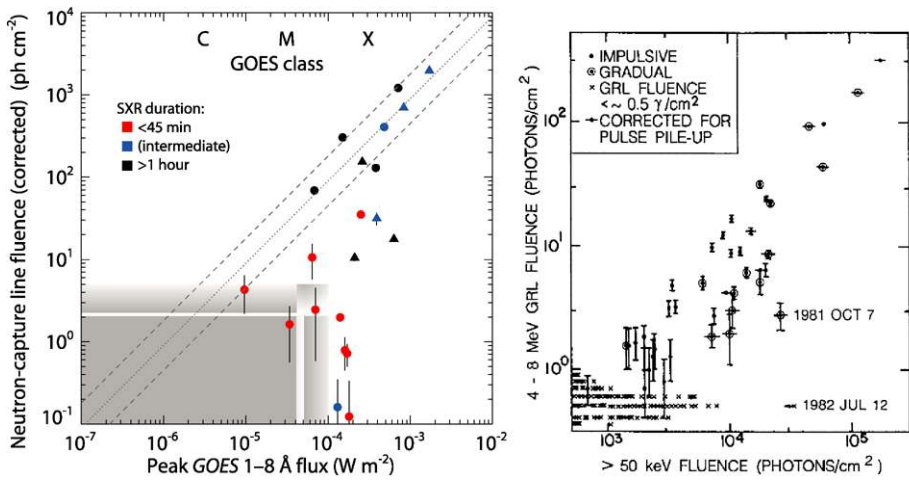 Neutron-capture line fluence (corrected) (ph cm⁻²)
10⁴
10³
10²
10¹
10⁰
10⁻¹
C M X
GOES class
SXR duration:
<45 min
(intermediate)
>1 hour
10⁻⁷ 10⁻⁶ 10⁻⁵ 10⁻⁴ 10⁻³ 10⁻²
Peak GOES 1–8 Å flux (W m⁻²)
4 - 8 MeV GRL FLUENCE (PHOTONS/cm²)
10²
10¹
10⁰
IMPULSIVE
GRADUAL
GRL FLUENCE
<~ 0.5 γ/cm²
CORRECTED FOR
PULSE PILE-UP
1981 OCT 7
1982 JUL 12
10³ 10⁴ 10⁵
> 50 keV FLUENCE (PHOTONS/cm²)